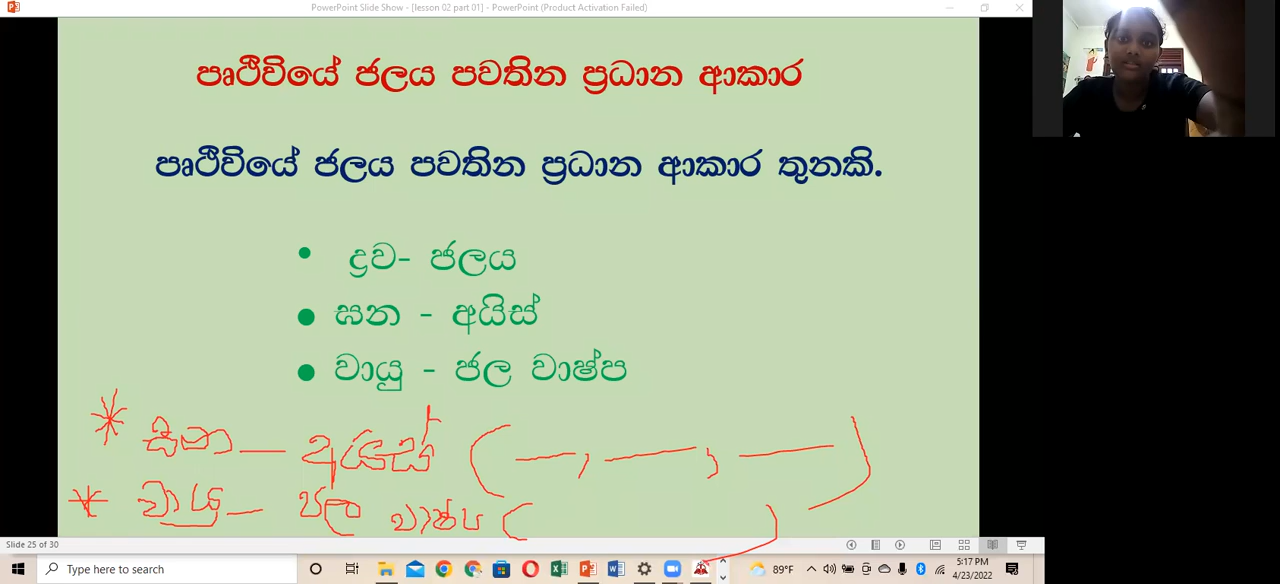 PowerPoint Slide Show - [lesson 02 part 01] - PowerPoint (Product Activation Failed)
පෘථිවියේ ජලය පවතින ප්‍රධාන ආකාර
පෘථිවියේ ජලය පවතින ප්‍රධාන ආකාර තුනකි.
• ද්‍රව- ජලය
• ඝන - අයිස්
• වායු - ජල වාෂ්ප
* ඝන — අයිස් ( — , — , — )
* වායු — ජල වාෂ්ප ( )
Slide 25 of 30
Type here to search
89°F
5:17 PM
4/23/2022